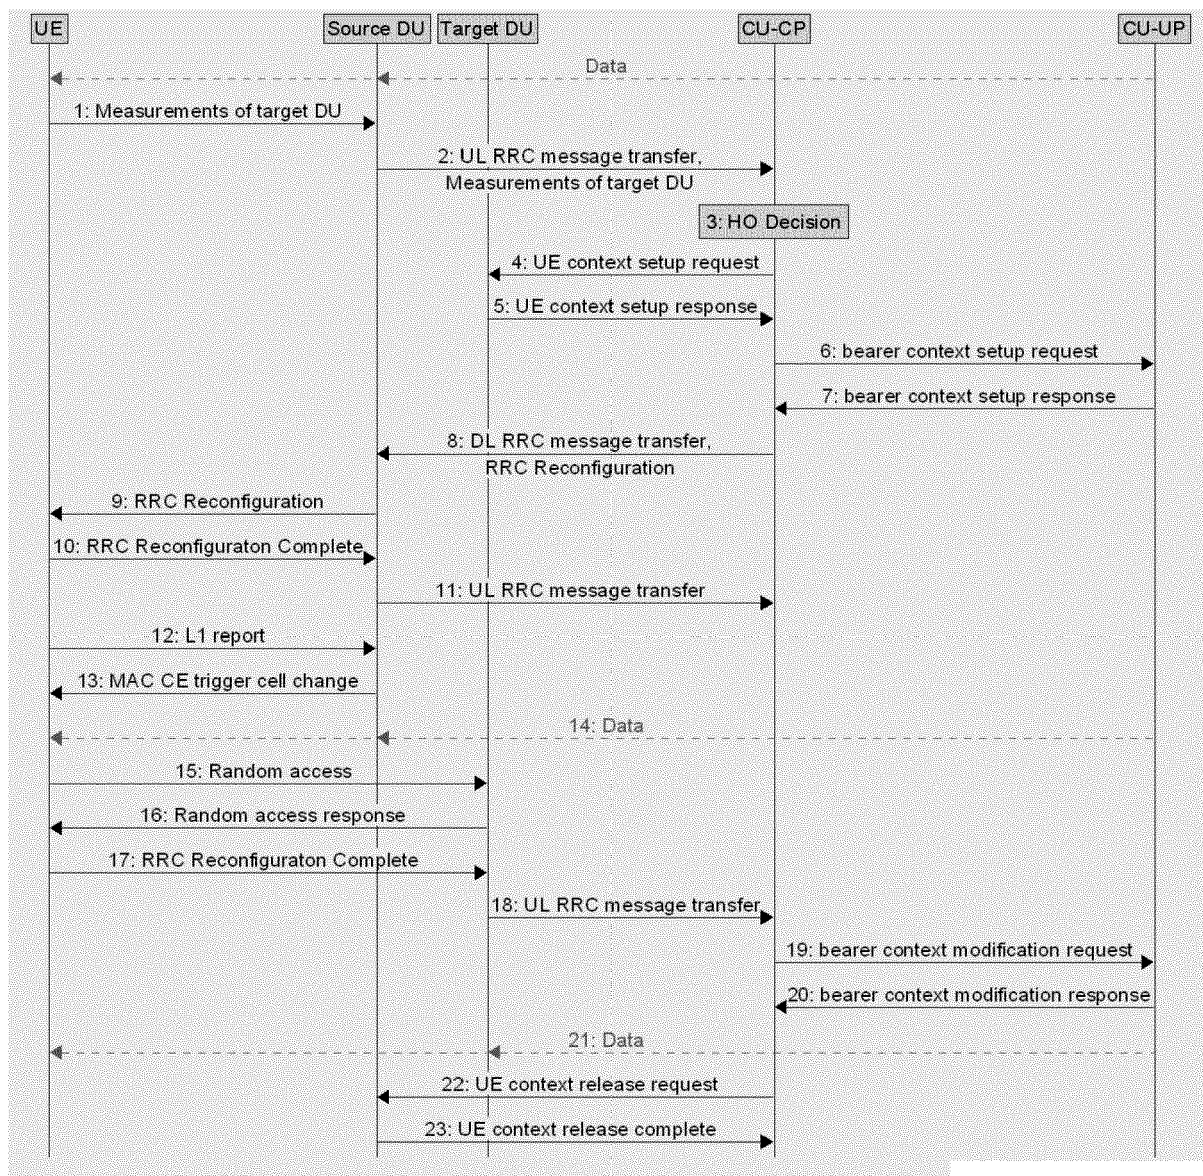 UE Source DU Target DU CU-CP CU-UP
Data
1: Measurements of target DU
2: UL RRC message transfer,
Measurements of target DU
3: HO Decision
4: UE context setup request
5: UE context setup response
6: bearer context setup request
7: bearer context setup response
8: DL RRC message transfer,
RRC Reconfiguration
9: RRC Reconfiguration
10: RRC Reconfiguraton Complete
11: UL RRC message transfer
12: L1 report
13: MAC CE trigger cell change
14: Data
15: Random access
16: Random access response
17: RRC Reconfiguraton Complete
18: UL RRC message transfer
19: bearer context modification request
20: bearer context modification response
21: Data
22: UE context release request
23: UE context release complete